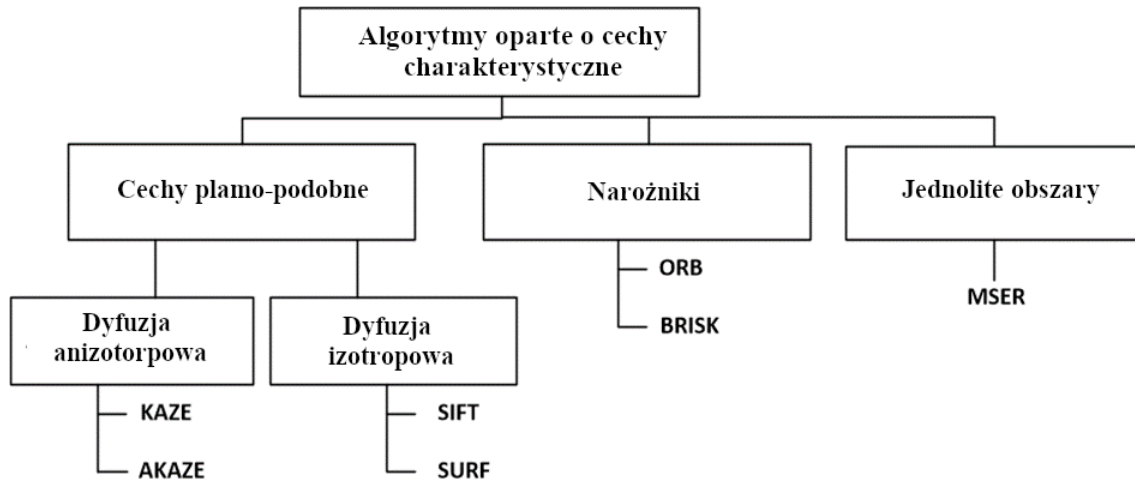 Algorytmy oparte o cechy
charakterystyczne
Cechy plamo-podobne
Narożniki
Jednolite obszary
ORB
BRISK
MSER
Dyfuzja
anizotorpowa
Dyfuzja
izotropowa
KAZE
AKAZE
SIFT
SURF